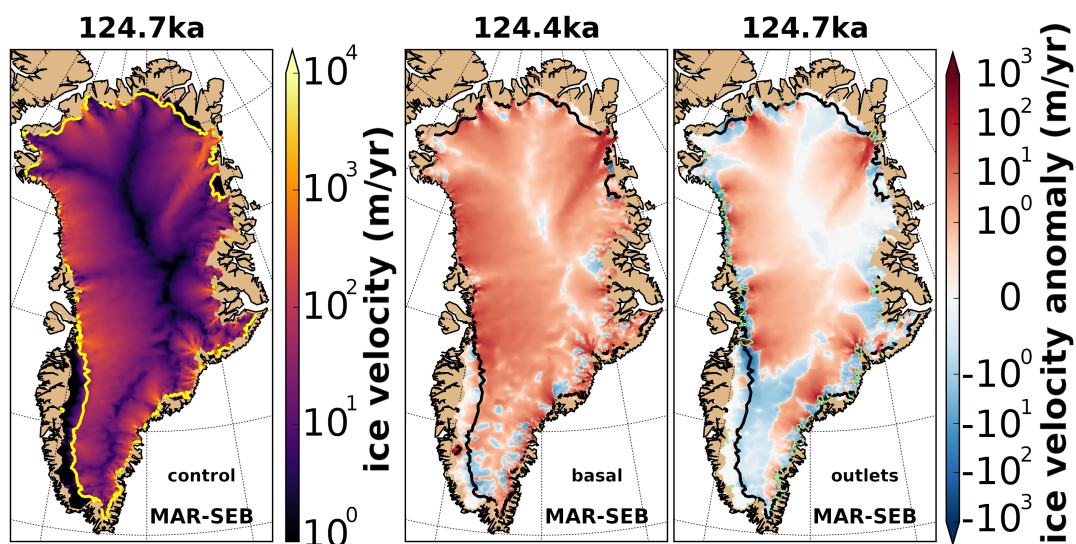 124.7ka
124.4ka
124.7ka
control
MAR-SEB
10^4
10^3
10^2
10^1
10^0
ice velocity (m/yr)
basal
MAR-SEB
outlets
MAR-SEB
10^3
10^2
10^1
10^0
0
-10^0
-10^1
-10^2
-10^3
ice velocity anomaly (m/yr)